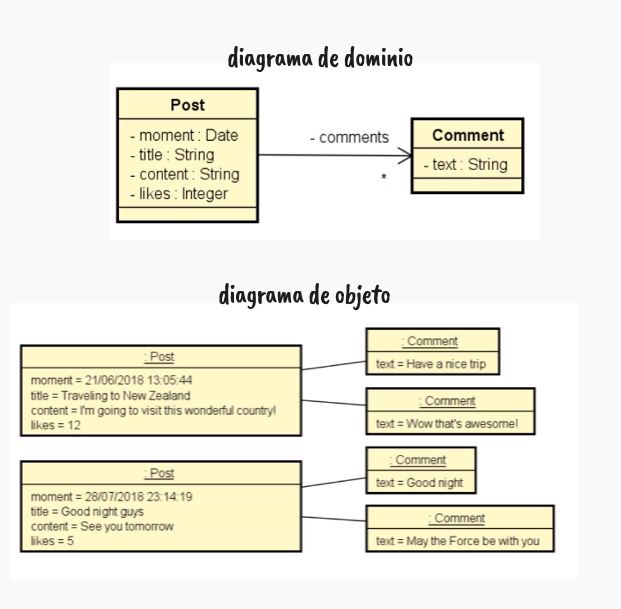 diagrama de dominio
Post
- moment : Date
- title : String
- content : String
- likes : Integer
- comments
*
Comment
- text : String
diagrama de objeto
: Post
moment = 21/06/2018 13:05:44
title = Traveling to New Zealand
content = I'm going to visit this wonderful country!
likes = 12
: Comment
text = Have a nice trip
: Comment
text = Wow that's awesome!
: Post
moment = 28/07/2018 23:14:19
title = Good night guys
content = See you tomorrow
likes = 5
: Comment
text = Good night
: Comment
text = May the Force be with you